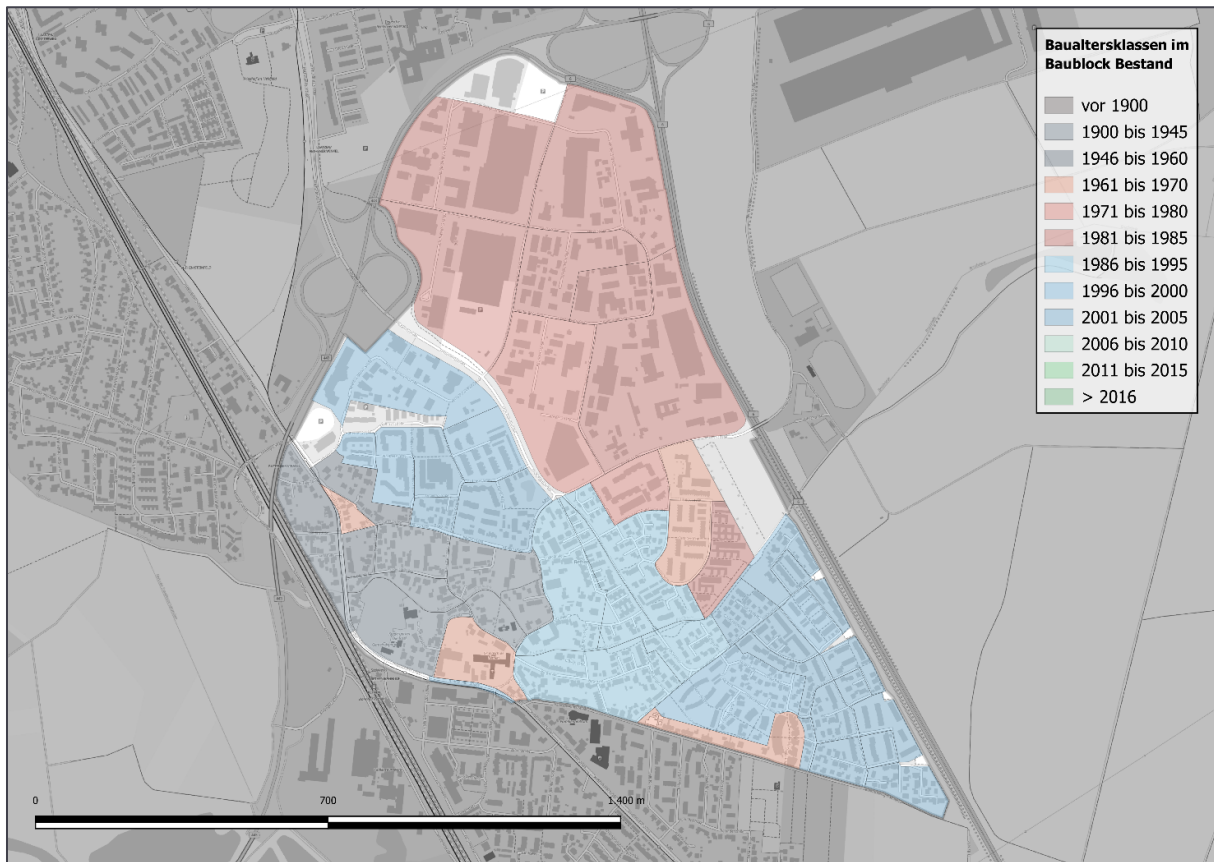 Baualtersklassen im
Baublock Bestand
vor 1900
1900 bis 1945
1946 bis 1960
1961 bis 1970
1971 bis 1980
1981 bis 1985
1986 bis 1995
1996 bis 2000
2001 bis 2005
2006 bis 2010
2011 bis 2015
> 2016
0
700
1.400 m